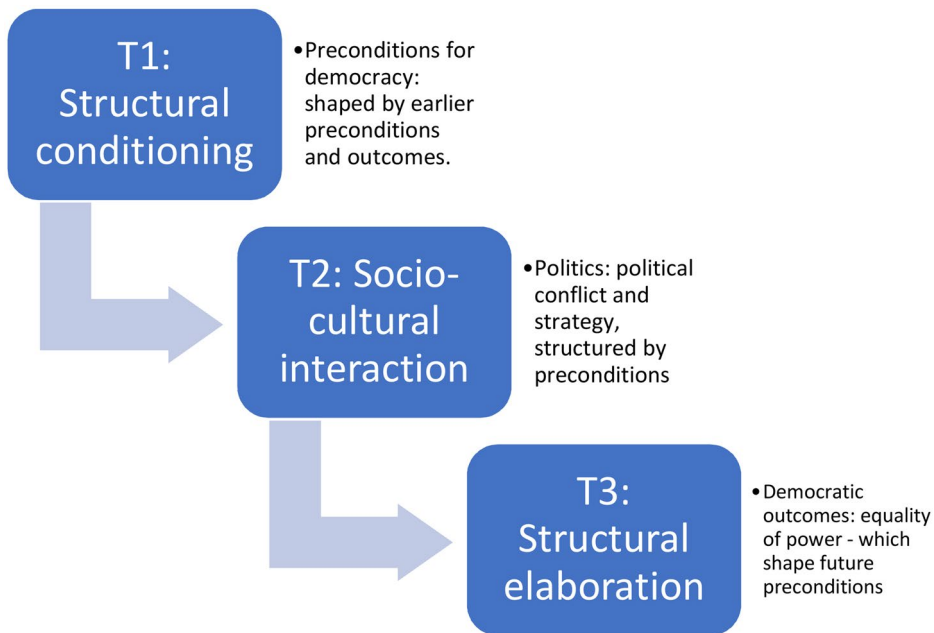 T1:
Structural
conditioning
•Preconditions for
democracy:
shaped by earlier
preconditions
and outcomes.
T2: Socio-
cultural
interaction
•Politics: political
conflict and
strategy,
structured by
preconditions
T3:
Structural
elaboration
•Democratic
outcomes: equality
of power - which
shape future
preconditions